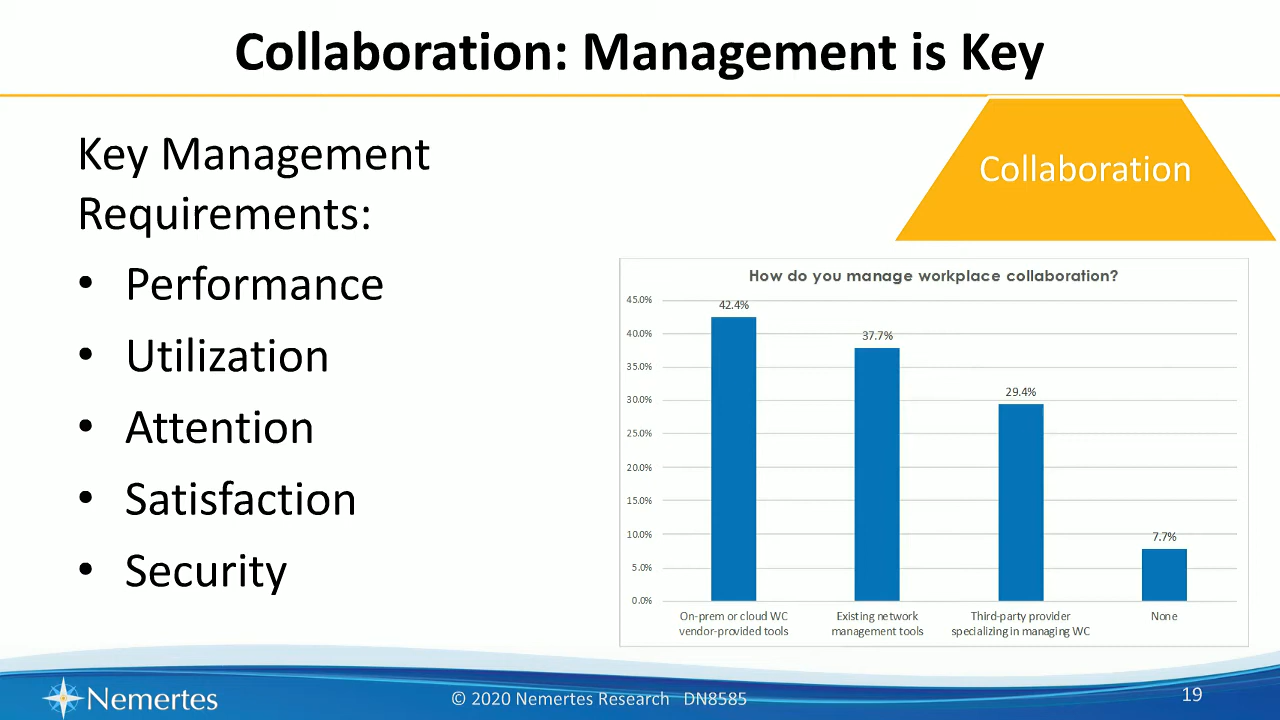 Collaboration: Management is Key
Collaboration
Key Management
Requirements:
• Performance
• Utilization
• Attention
• Satisfaction
• Security
How do you manage workplace collaboration?
45.0%
40.0%
35.0%
30.0%
25.0%
20.0%
15.0%
10.0%
5.0%
0.0%
42.4%
37.7%
29.4%
7.7%
On-prem or cloud WC
vendor-provided tools
Existing network
management tools
Third-party provider
specializing in managing WC
None
Nemertes
© 2020 Nemertes Research DN8585
19